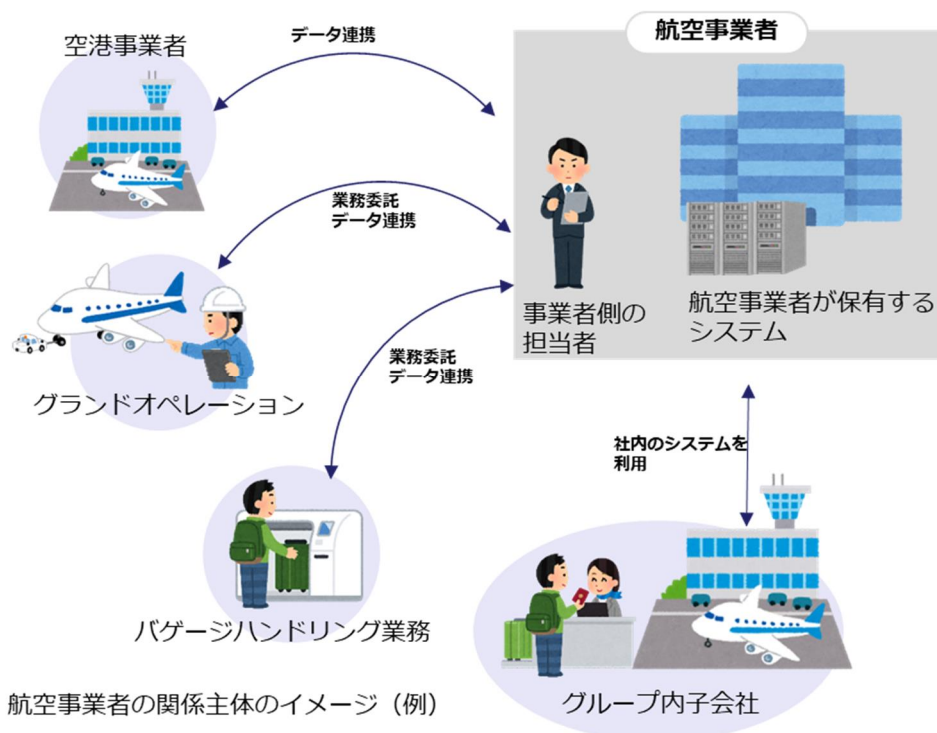 航空事業者
空港事業者
データ連携
業務委託
データ連携
グランドオペレーション
事業者側の
担当者
航空事業者が保有する
システム
業務委託
データ連携
社内のシステムを
利用
バゲージハンドリング業務
グループ内子会社
航空事業者の関係主体のイメージ（例）